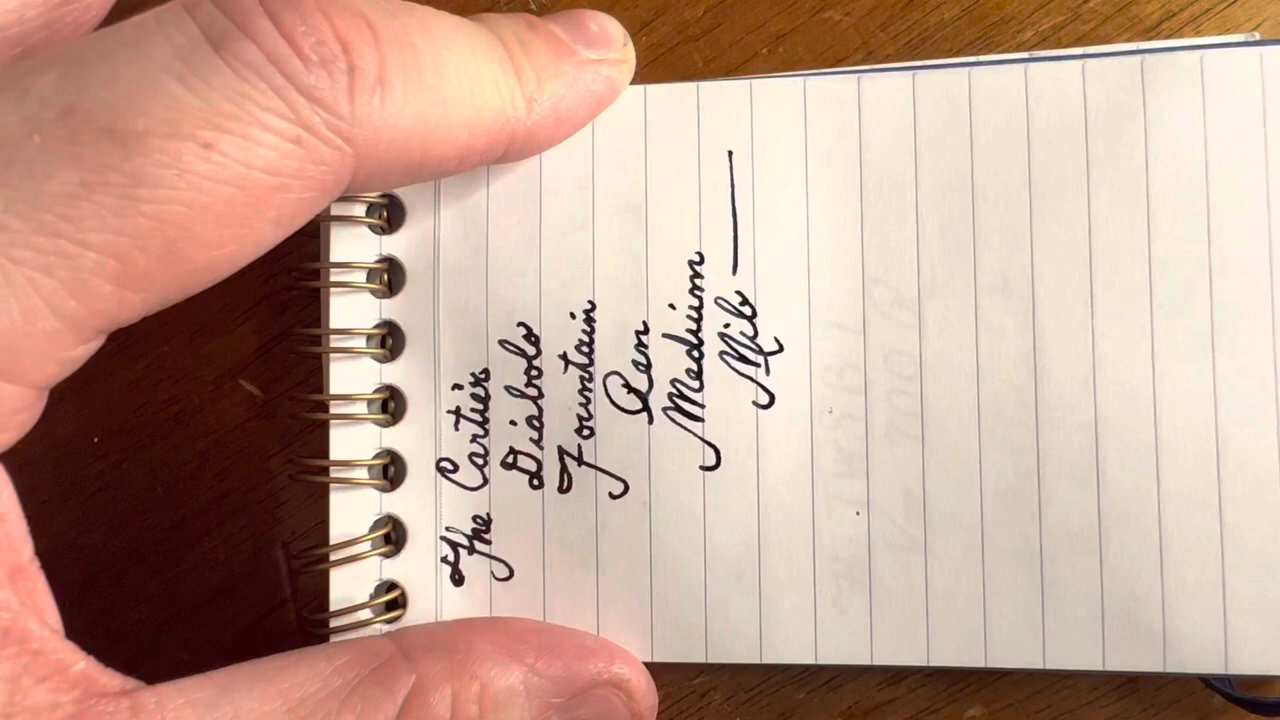 The Cartier
Diabolo
Fountain
Pen
Medium
Nib —